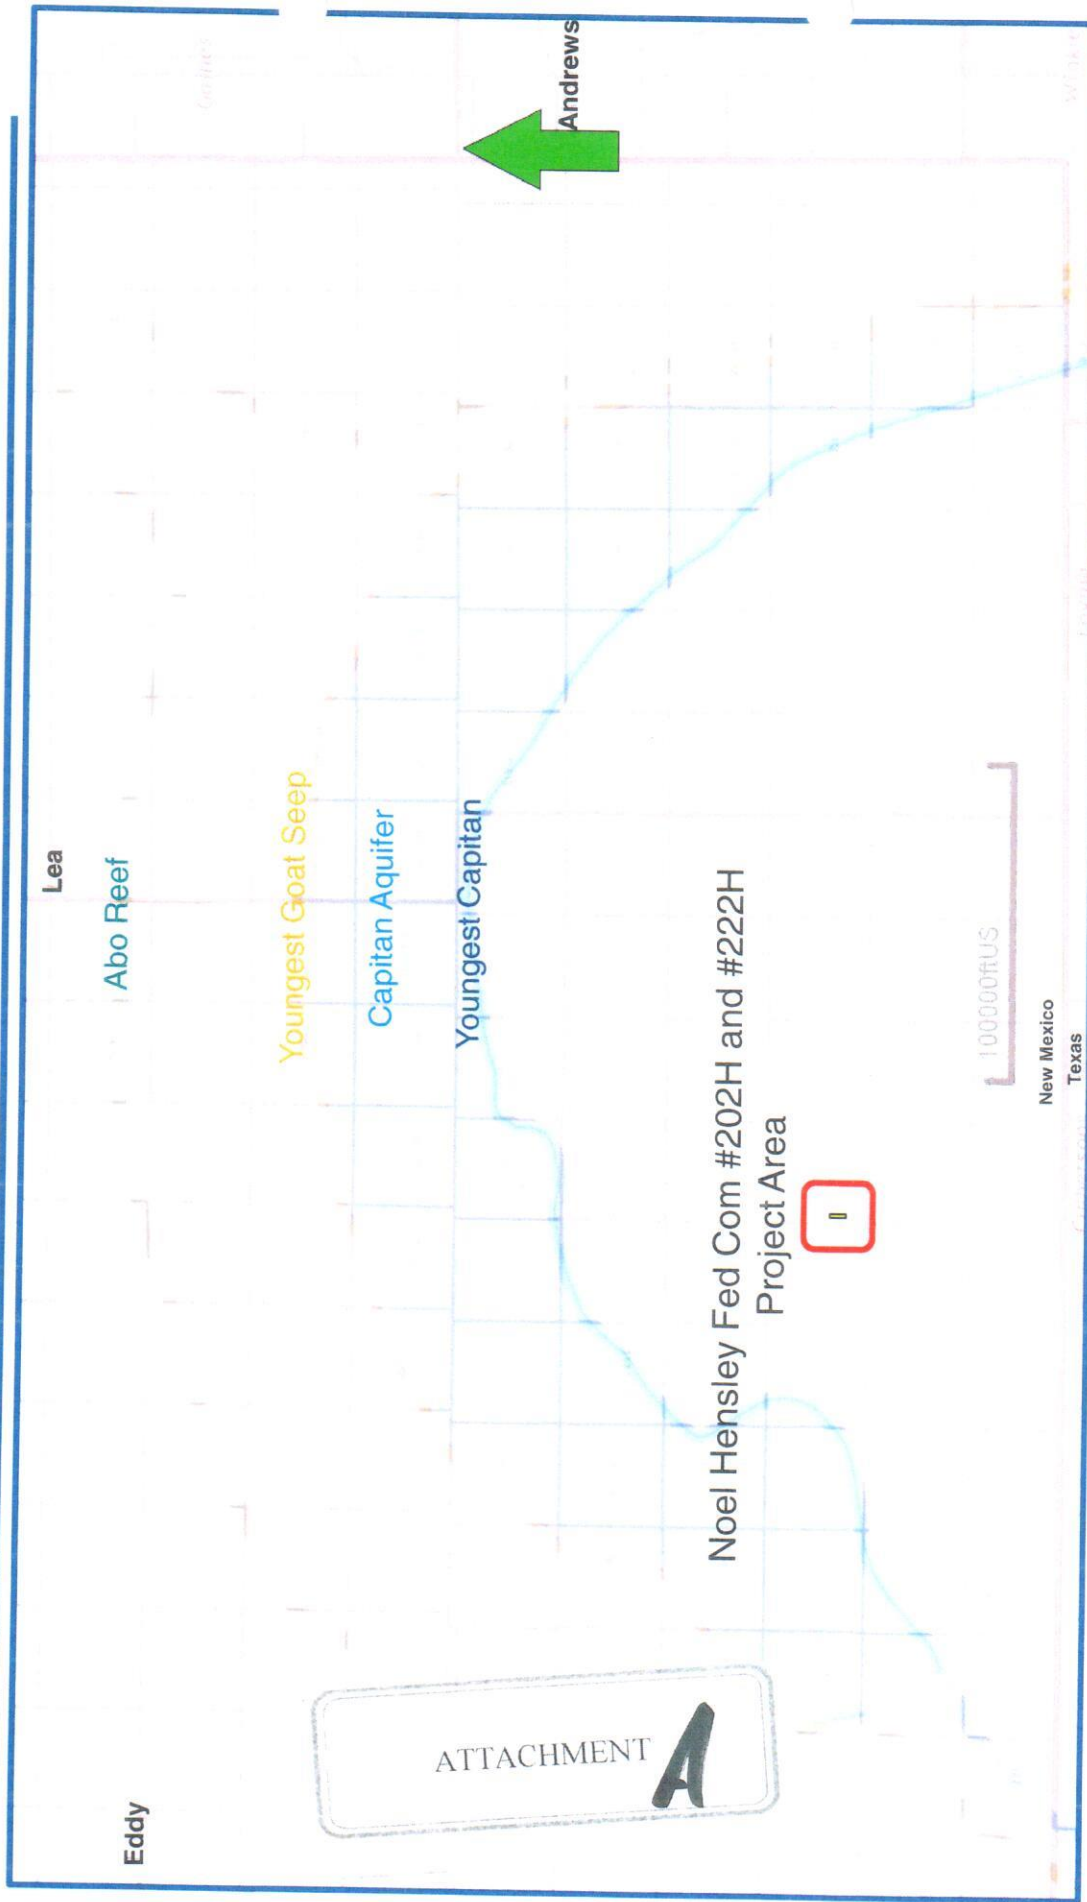 Lea
Abo Reef
Eddy
Youngest Goat Seep
Capitan Aquifer
Youngest Capitan
Andrews
Noel Hensley Fed Com #202H and #222H
Project Area
100000ftUS
New Mexico
Texas
ATTACHMENT A